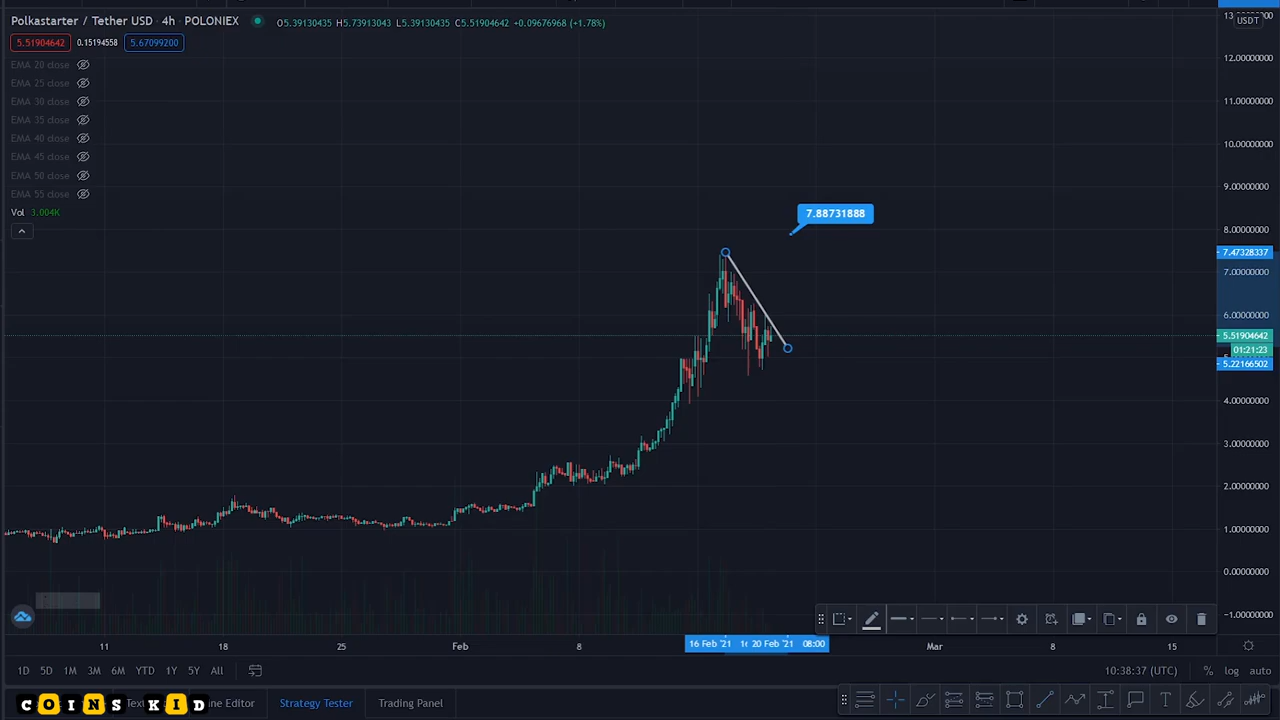 Polkastarter / Tether USD · 4h · POLONIEX O5.39130435 H5.73913043 L5.39130435 C5.51904642 +0.09676968 (+1.78%)
5.51904642 0.15194558 5.67099200
EMA 20 close
EMA 25 close
EMA 30 close
EMA 35 close
EMA 40 close
EMA 45 close
EMA 50 close
EMA 55 close
Vol 3.004K
7.88731888
USDT
12.00000000
11.00000000
10.00000000
9.00000000
8.00000000
7.47328337
7.00000000
6.00000000
5.51904642
01:21:23
5.22166502
4.00000000
3.00000000
2.00000000
1.00000000
0.00000000
−1.00000000
11 18 25 Feb 8 16 Feb '21 20 Feb '21 08:00 Mar 8 15
1D 5D 1M 3M 6M YTD 1Y 5Y All 10:38:37 (UTC) % log auto
COINS KID Text ne Editor Strategy Tester Trading Panel